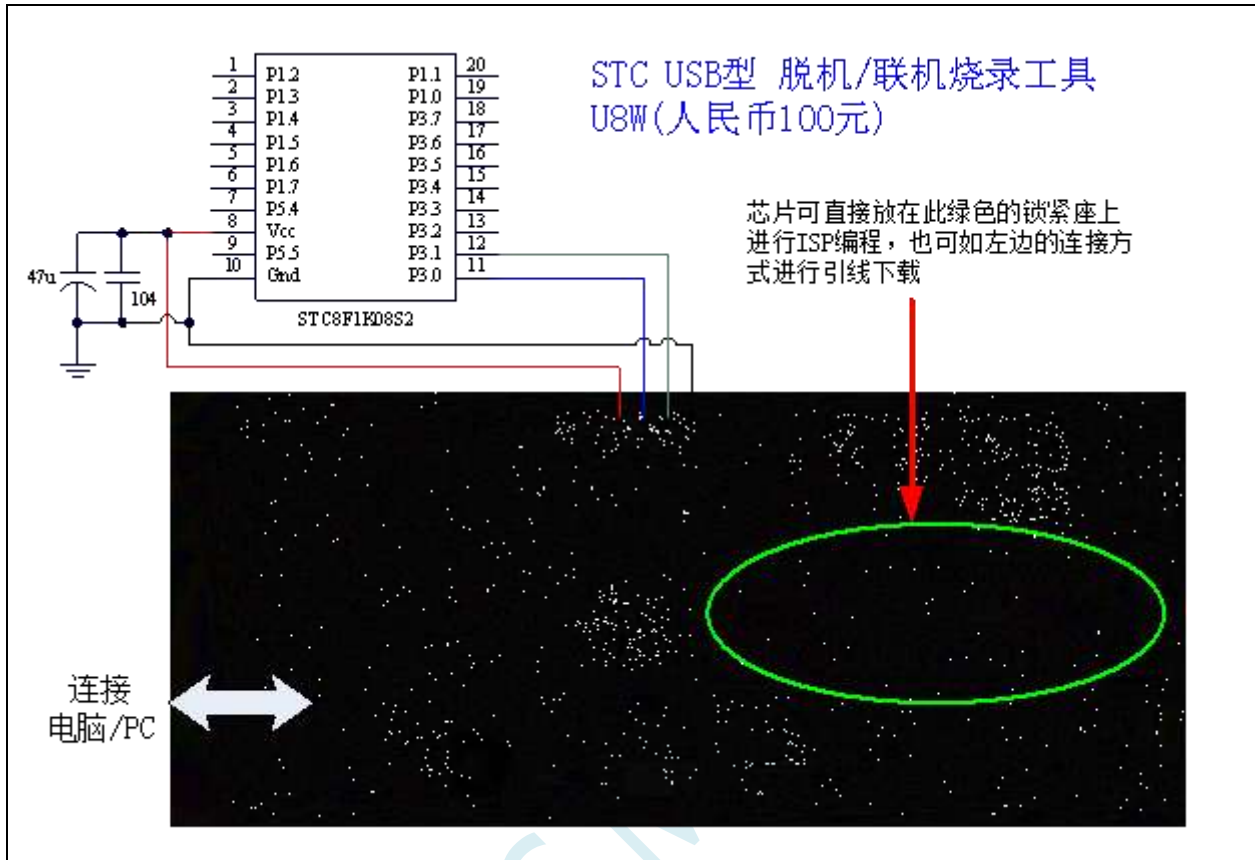 STC USB型 脱机/联机烧录工具
U8W(人民币100元)
1 P1.2 P1.1 20
2 P1.3 P1.0 19
3 P1.4 P3.7 18
4 P1.5 P3.6 17
5 P1.6 P3.5 16
6 P1.7 P3.4 15
7 P5.4 P3.3 14
8 Vcc P3.2 13
9 P5.5 P3.1 12
10 Gnd P3.0 11
47u
104
STC8F1K08S2
芯片可直接放在此绿色的锁紧座上
进行ISP编程，也可如左边的连接方
式进行引线下载
连接
电脑/PC